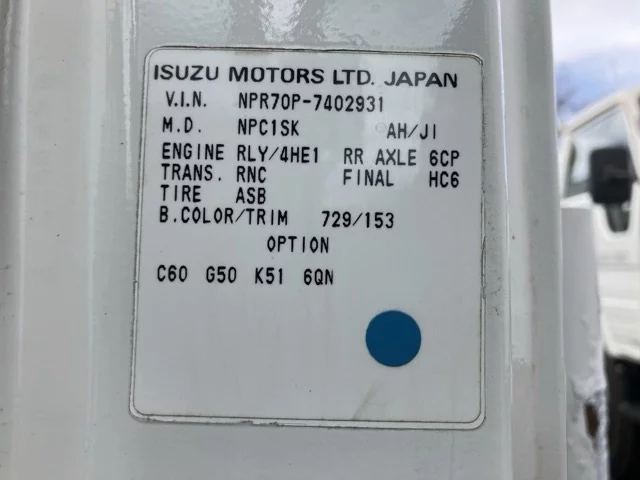 ISUZU MOTORS LTD. JAPAN
V.I.N. NPR70P-7402931
M.D. NPC1SK AH/JI
ENGINE RLY/4HE1 RR AXLE 6CP
TRANS. RNC FINAL HC6
TIRE ASB
B.COLOR/TRIM 729/153
OPTION
C60 G50 K51 6QN